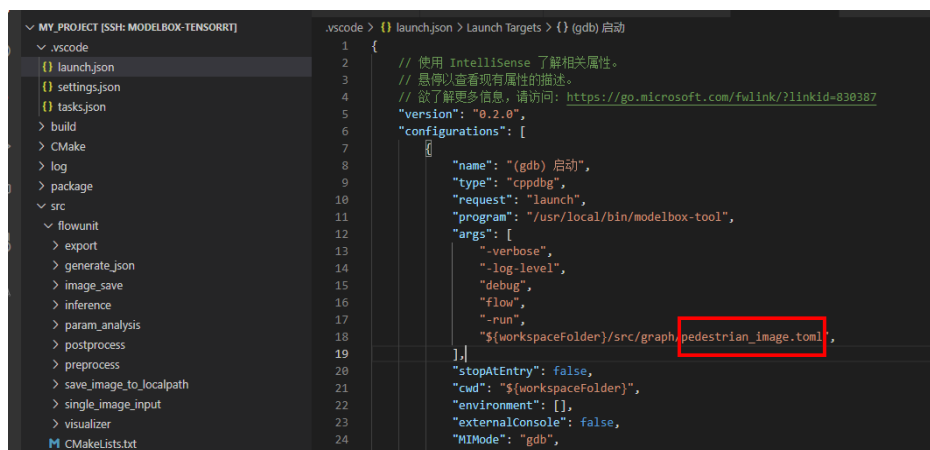 MY_PROJECT [SSH: MODELBOX-TENSORRT]
.vscode
{} launch.json
{} settings.json
{} tasks.json
build
CMake
log
package
src
flowunit
export
generate_json
image_save
inference
param_analysis
postprocess
preprocess
save_image_to_localpath
single_image_input
visualizer
M CMakeLists.txt
.vscode > {} launch.json > Launch Targets > {} (gdb) 启动
1 {
2 // 使用 IntelliSense 了解相关属性。
3 // 悬停以查看现有属性的描述。
4 // 欲了解更多信息，请访问: https://go.microsoft.com/fwlink/?linkid=830387
5 "version": "0.2.0",
6 "configurations": [
7 {
8 "name": "(gdb) 启动",
9 "type": "cppdbg",
10 "request": "launch",
11 "program": "/usr/local/bin/modelbox-tool",
12 "args": [
13 "-verbose",
14 "-log-level",
15 "debug",
16 "flow",
17 "-run",
18 "${workspaceFolder}/src/graph/pedestrian_image.toml",
19 ],
20 "stopAtEntry": false,
21 "cwd": "${workspaceFolder}",
22 "environment": [],
23 "externalConsole": false,
24 "MIMode": "gdb",